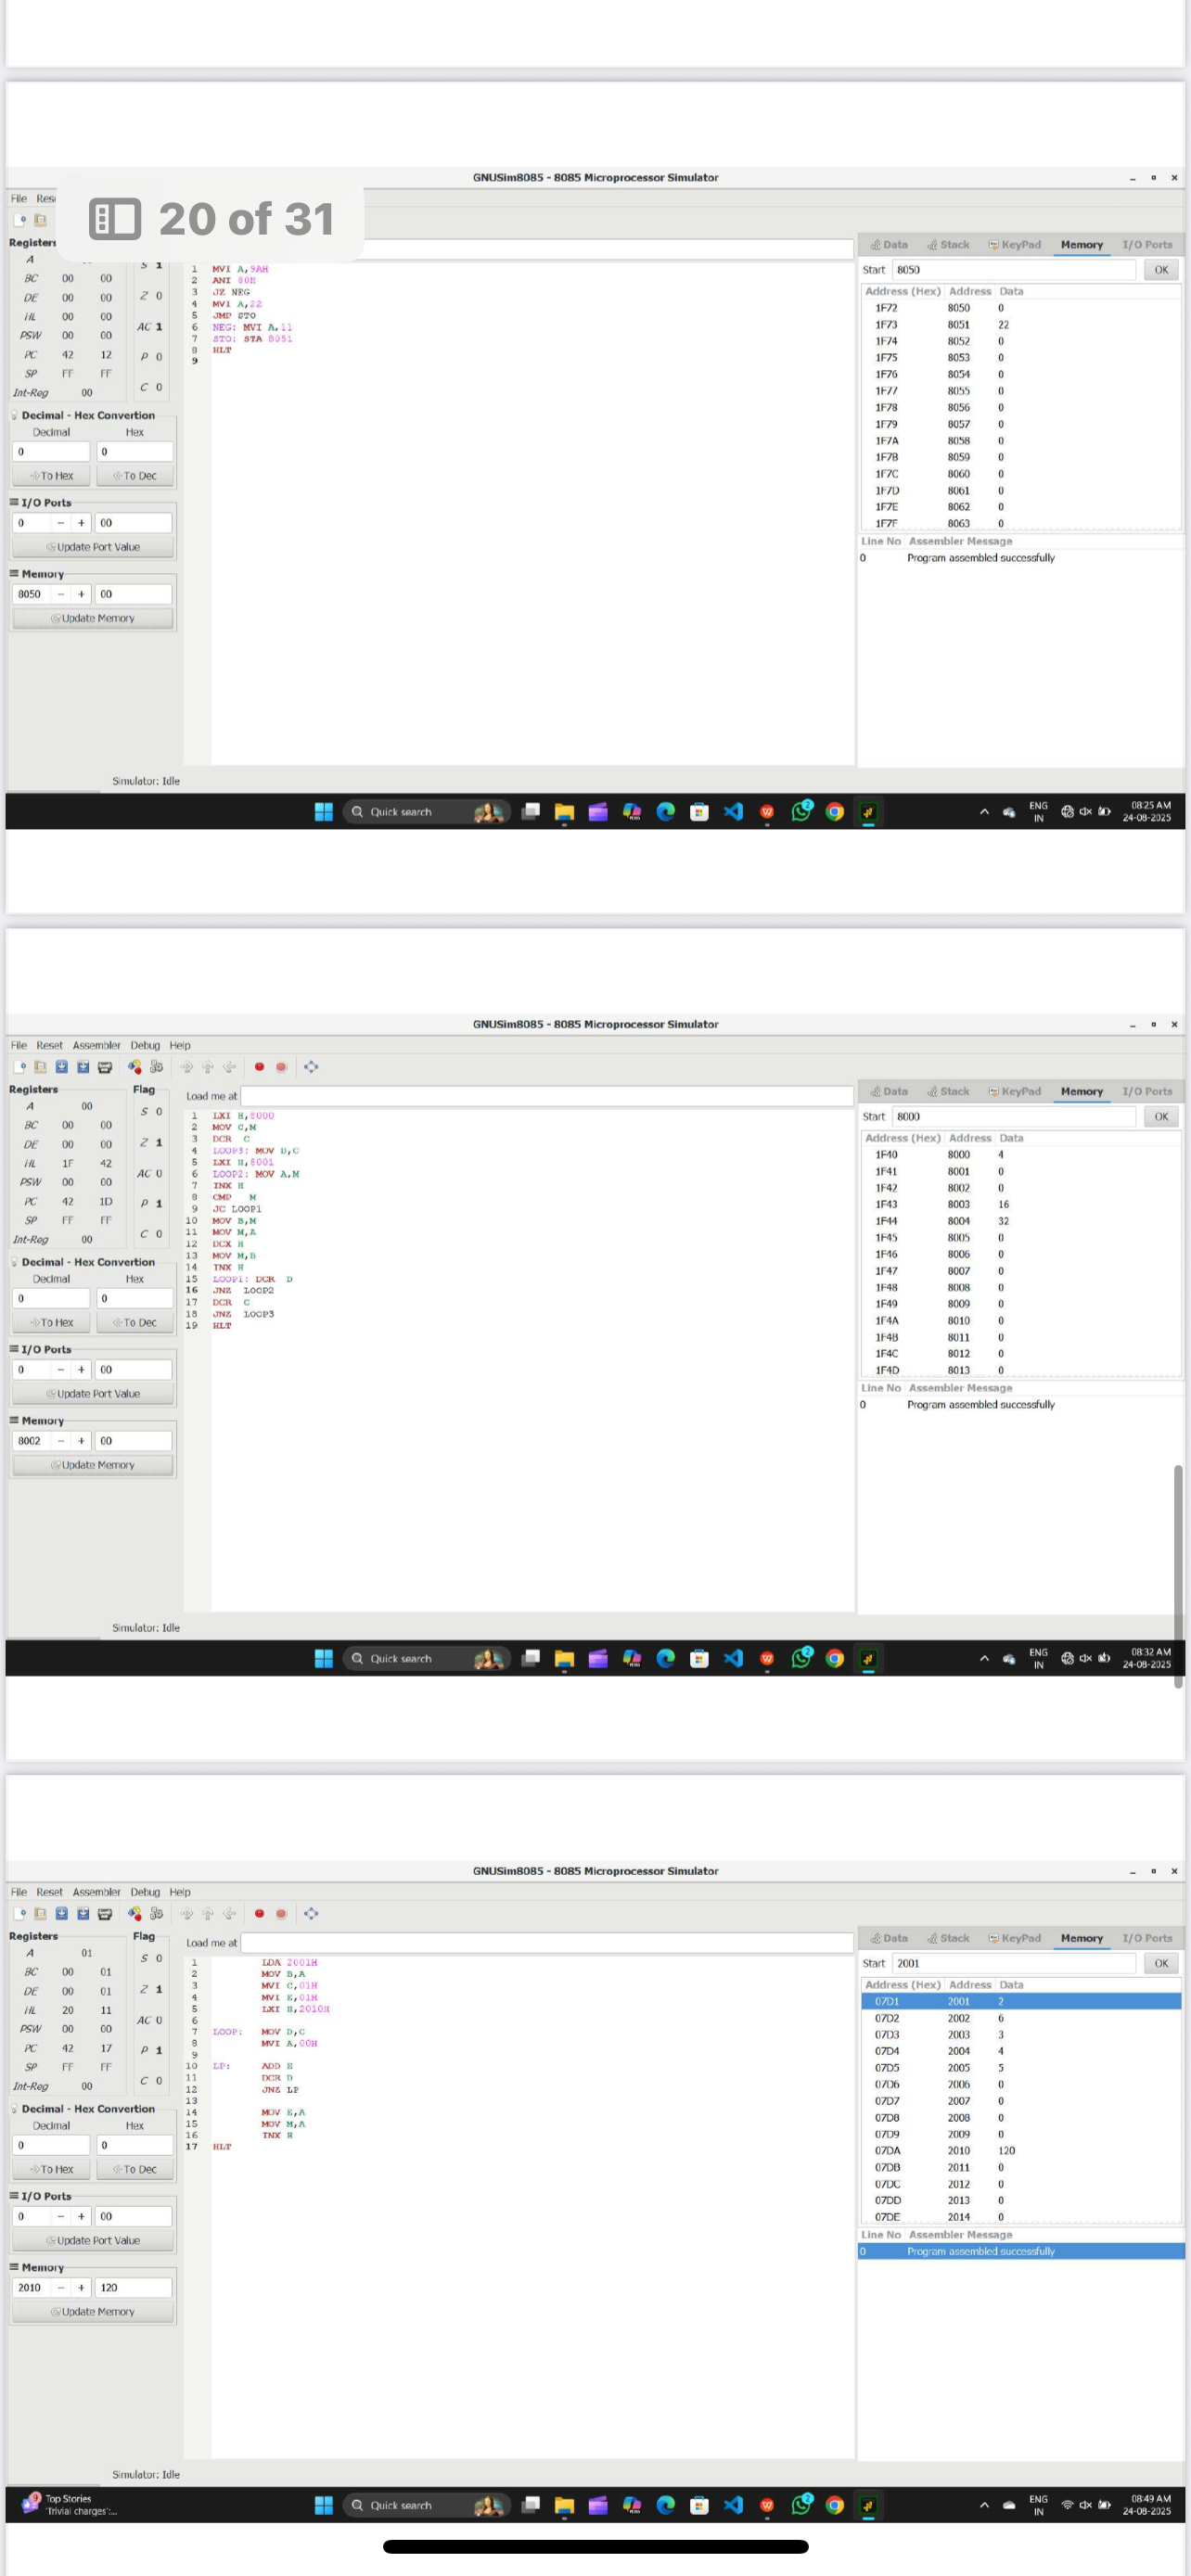 GNUSim8085 - 8085 Microprocessor Simulator
File Rese
20 of 31
Registers
A
S 1
BC 00 00
DE 00 00
Z 0
HL 00 00
PSW 00 00
AC 1
PC 42 12
P 0
SP FF FF
C 0
Int-Reg 00
Decimal - Hex Convertion
Decimal Hex
0 0
To Hex To Dec
I/O Ports
0 - + 00
Update Port Value
Memory
8050 - + 00
Update Memory
1 MVI A,9AH
2 ANI 80H
3 JZ NEG
4 MVI A,22
5 JMP STO
6 NEG: MVI A,11
7 STO: STA 8051
8 HLT
9
Data Stack KeyPad Memory I/O Ports
Start 8050 OK
Address (Hex) Address Data
1F72 8050 0
1F73 8051 22
1F74 8052 0
1F75 8053 0
1F76 8054 0
1F77 8055 0
1F78 8056 0
1F79 8057 0
1F7A 8058 0
1F7B 8059 0
1F7C 8060 0
1F7D 8061 0
1F7E 8062 0
1F7F 8063 0
Line No Assembler Message
0 Program assembled successfully
Simulator: Idle
Quick search
ENG
IN
08:25 AM
24-08-2025
GNUSim8085 - 8085 Microprocessor Simulator
File Reset Assembler Debug Help
Registers Flag
A 00
S 0
BC 00 00
DE 00 00
Z 1
HL 1F 42
AC 0
PSW 00 00
PC 42 1D
P 1
SP FF FF
C 0
Int-Reg 00
Decimal - Hex Convertion
Decimal Hex
0 0
To Hex To Dec
I/O Ports
0 - + 00
Update Port Value
Memory
8002 - + 00
Update Memory
Load me at
1 LXI H,8000
2 MOV C,M
3 DCR C
4 LOOP3: MOV D,C
5 LXI H,8001
6 LOOP2: MOV A,M
7 INX H
8 CMP M
9 JC LOOP1
10 MOV B,M
11 MOV M,A
12 DCX H
13 MOV M,B
14 INX H
15 LOOP1: DCR D
16 JNZ LOOP2
17 DCR C
18 JNZ LOOP3
19 HLT
Data Stack KeyPad Memory I/O Ports
Start 8000 OK
Address (Hex) Address Data
1F40 8000 4
1F41 8001 0
1F42 8002 0
1F43 8003 16
1F44 8004 32
1F45 8005 0
1F46 8006 0
1F47 8007 0
1F48 8008 0
1F49 8009 0
1F4A 8010 0
1F4B 8011 0
1F4C 8012 0
1F4D 8013 0
Line No Assembler Message
0 Program assembled successfully
Simulator: Idle
Quick search
ENG
IN
08:32 AM
24-08-2025
GNUSim8085 - 8085 Microprocessor Simulator
File Reset Assembler Debug Help
Registers Flag
A 01
S 0
BC 00 01
DE 00 01
Z 1
HL 20 11
AC 0
PSW 00 00
PC 42 17
P 1
SP FF FF
C 0
Int-Reg 00
Decimal - Hex Convertion
Decimal Hex
0 0
To Hex To Dec
I/O Ports
0 - + 00
Update Port Value
Memory
2010 - + 120
Update Memory
Load me at
1 LDA 2001H
2 MOV B,A
3 MVI C,01H
4 MVI E,01H
5 LXI H,2010H
6
7 LOOP: MOV D,C
8 MVI A,00H
9
10 LP: ADD E
11 DCR D
12 JNZ LP
13
14 MOV E,A
15 MOV M,A
16 INX H
17 HLT
Data Stack KeyPad Memory I/O Ports
Start 2001 OK
Address (Hex) Address Data
07D1 2001 2
07D2 2002 6
07D3 2003 3
07D4 2004 4
07D5 2005 5
07D6 2006 0
07D7 2007 0
07D8 2008 0
07D9 2009 0
07DA 2010 120
07DB 2011 0
07DC 2012 0
07DD 2013 0
07DE 2014 0
Line No Assembler Message
0 Program assembled successfully
Simulator: Idle
Top Stories
'Trivial charges':...
Quick search
ENG
IN
08:49 AM
24-08-2025